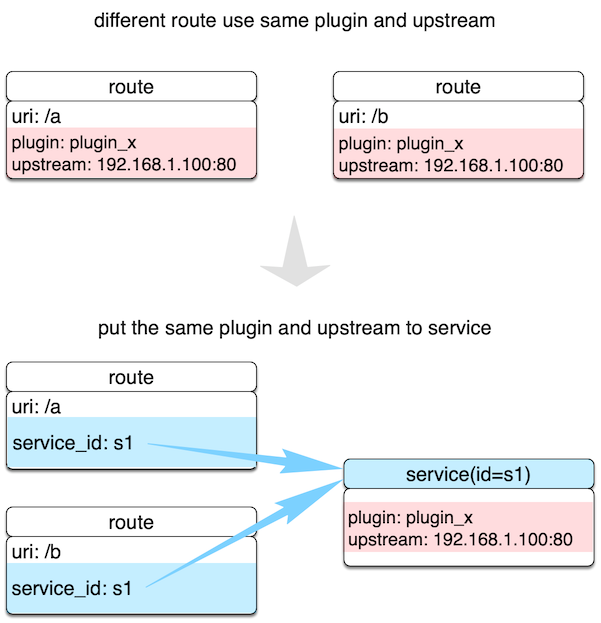 different route use same plugin and upstream
route
uri: /a
plugin: plugin_x
upstream: 192.168.1.100:80
route
uri: /b
plugin: plugin_x
upstream: 192.168.1.100:80
put the same plugin and upstream to service
route
uri: /a
service_id: s1
route
uri: /b
service_id: s1
service(id=s1)
plugin: plugin_x
upstream: 192.168.1.100:80